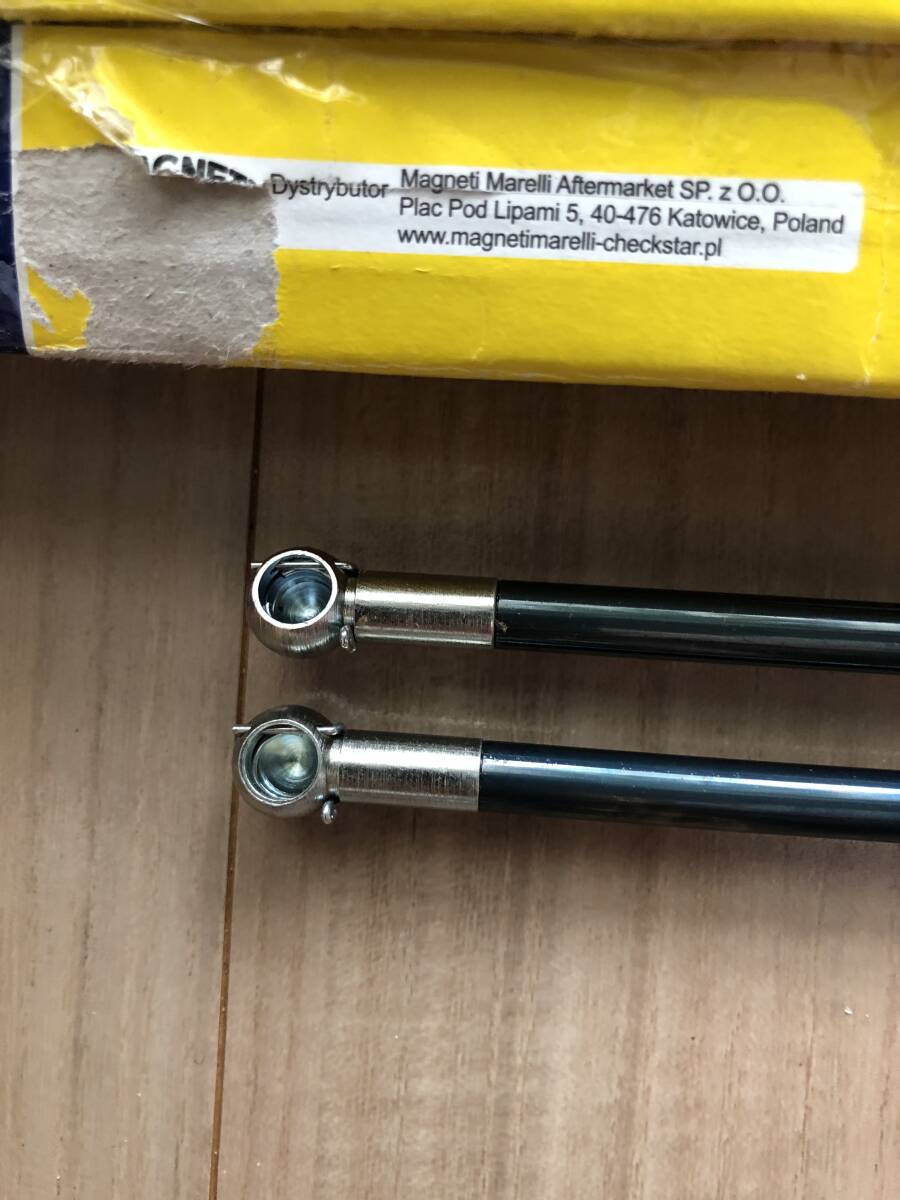 Dystrybutor Magneti Marelli Aftermarket SP. z O.O.
Plac Pod Lipami 5, 40-476 Katowice, Poland
www.magnetimarelli-checkstar.pl